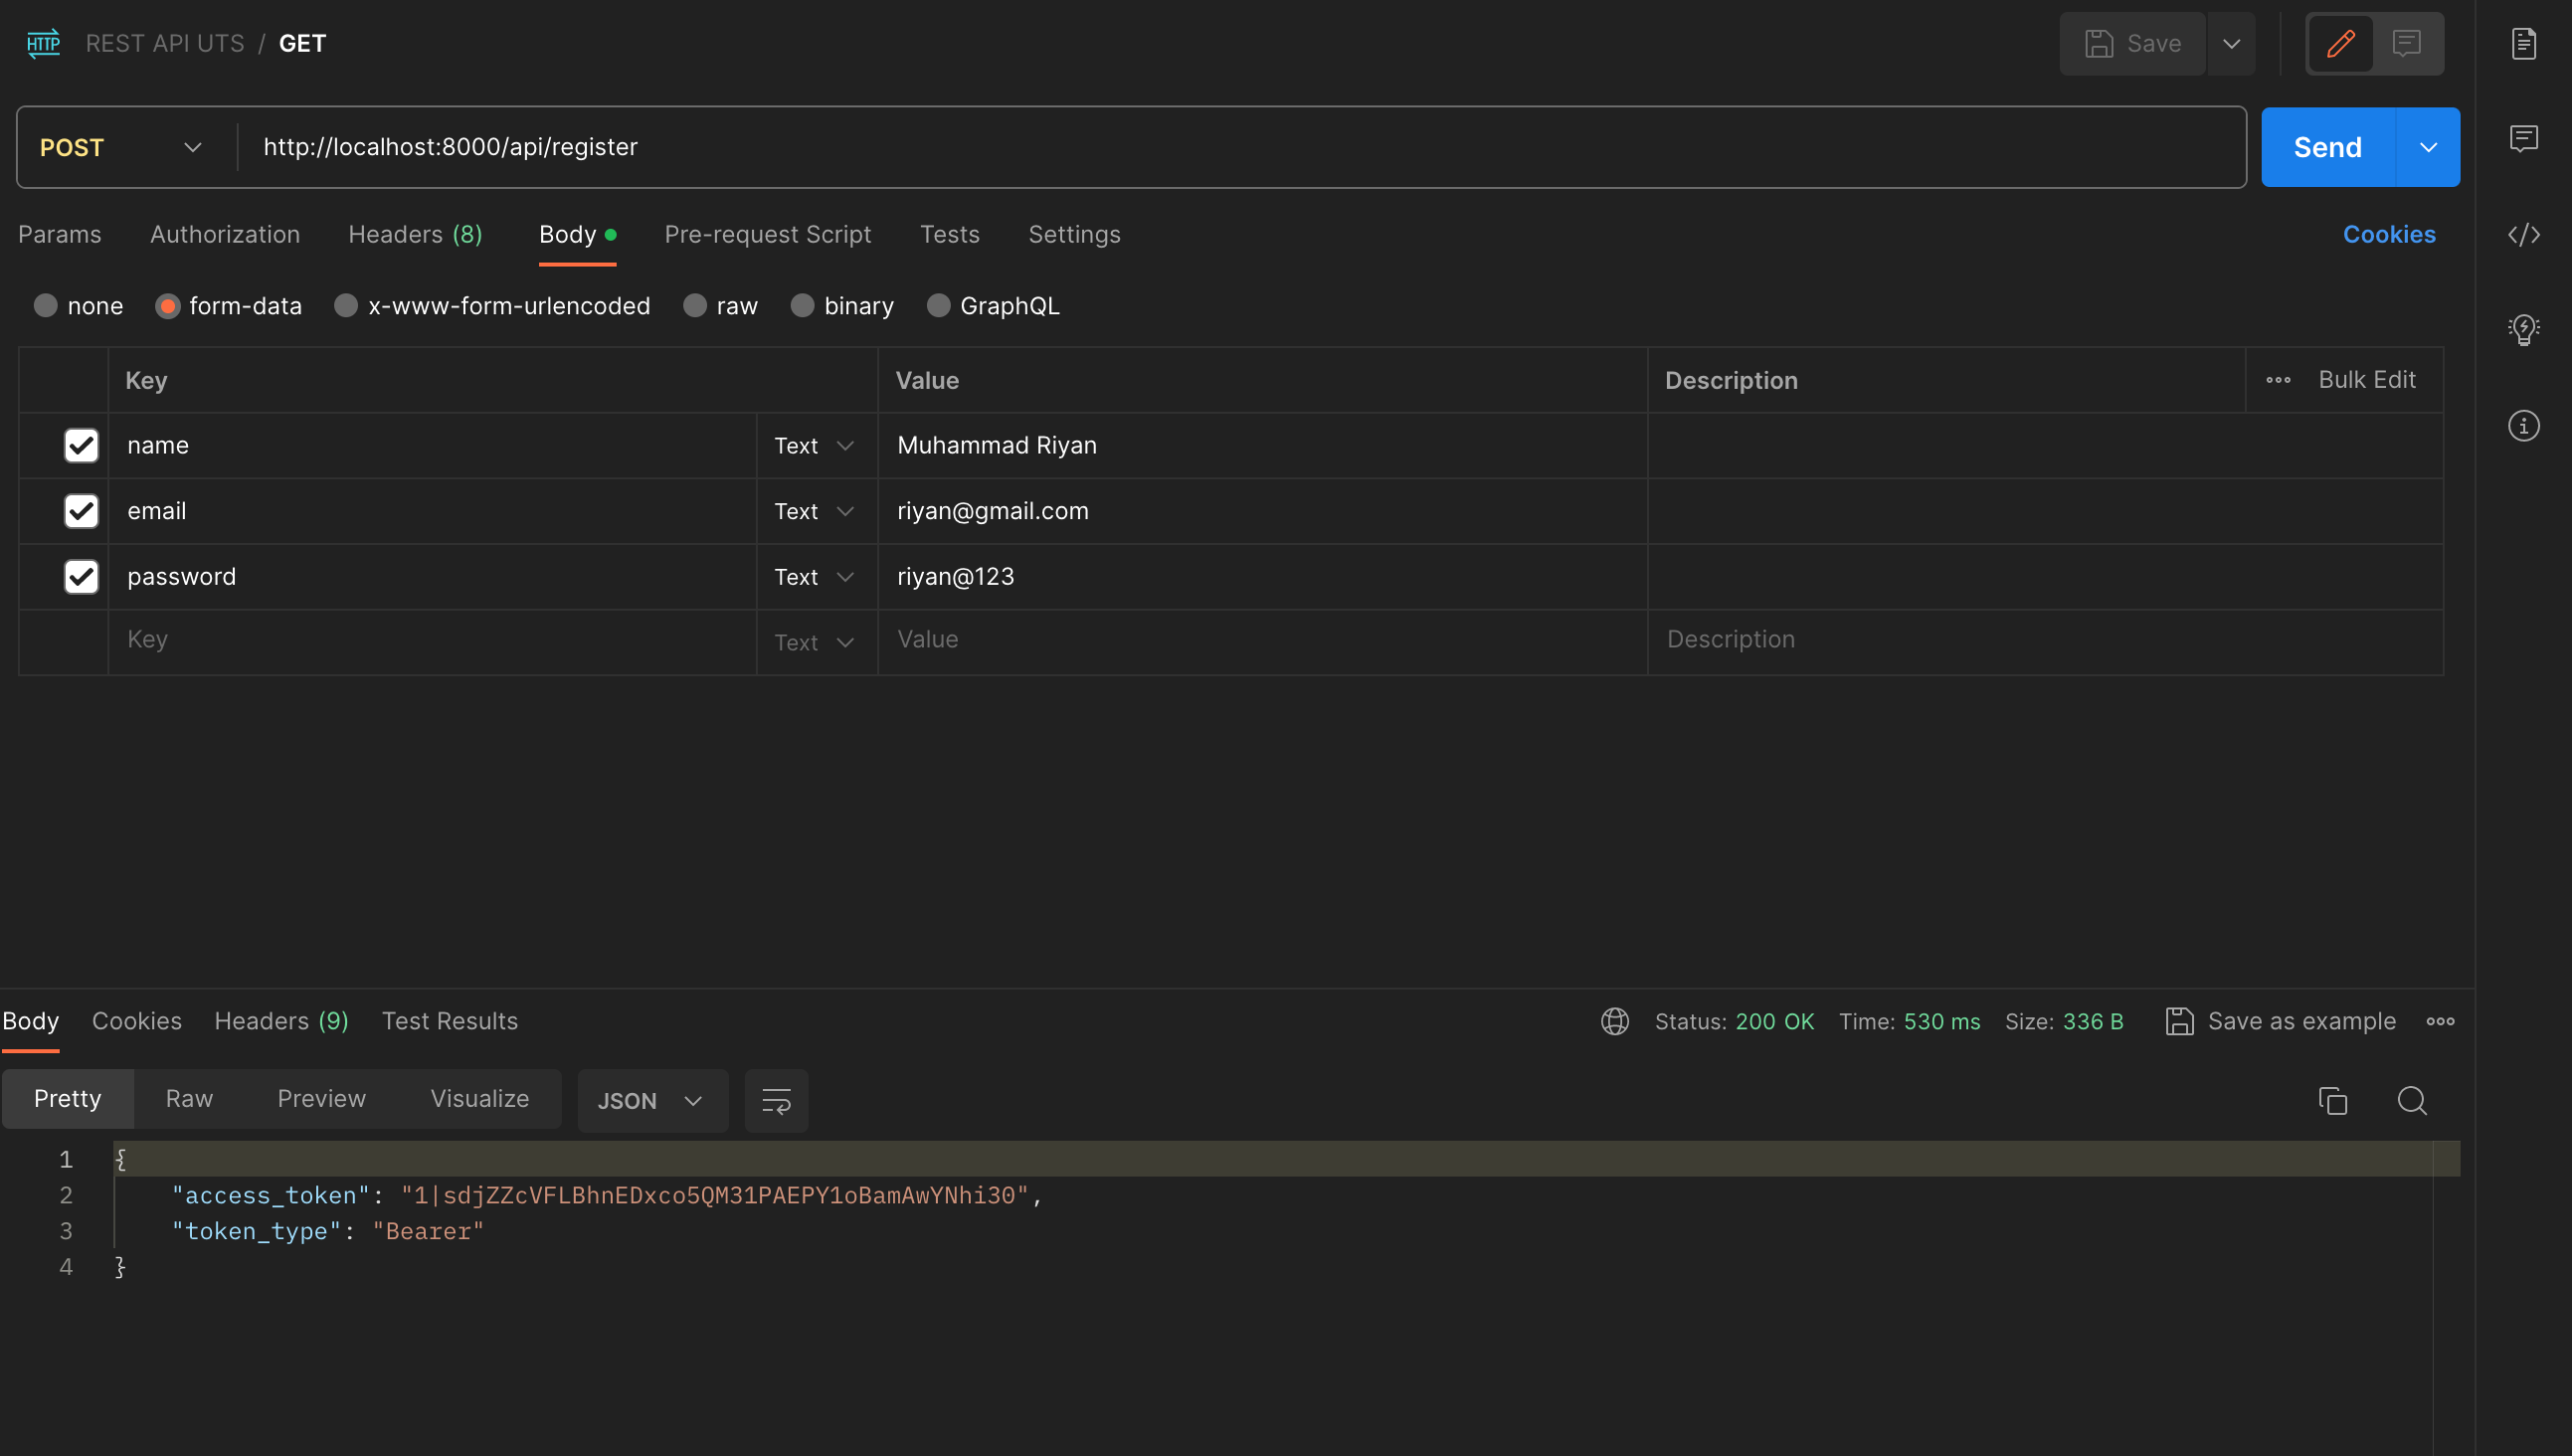 HTTP REST API UTS / GET Save
POST http://localhost:8000/api/register Send
Params Authorization Headers (8) Body Pre-request Script Tests Settings Cookies
none form-data x-www-form-urlencoded raw binary GraphQL
Key Value Description Bulk Edit
name Text Muhammad Riyan
email Text riyan@gmail.com
password Text riyan@123
Key Text Value Description
Body Cookies Headers (9) Test Results Status: 200 OK Time: 530 ms Size: 336 B Save as example
Pretty Raw Preview Visualize JSON
1 {
2 "access_token": "1|sdjZZcVFLBhnEDxco5QM31PAEPY1oBamAwYNhi30",
3 "token_type": "Bearer"
4 }